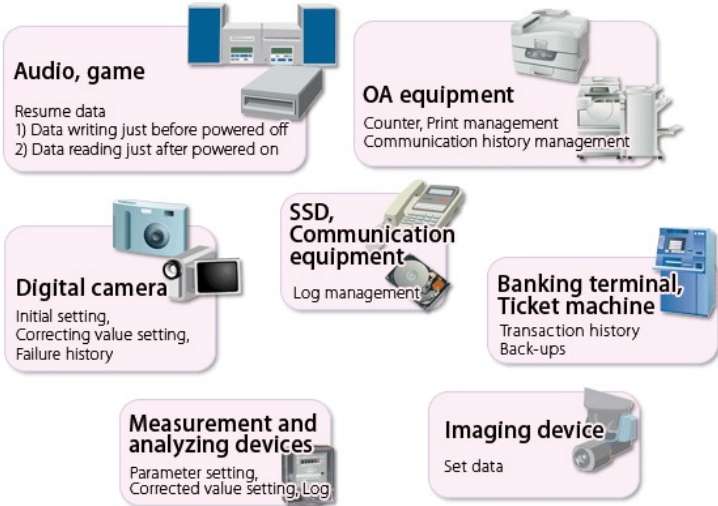 Audio, game
Resume data
1) Data writing just before powered off
2) Data reading just after powered on
OA equipment
Counter, Print management
Communication history management
SSD,
Communication
equipment
Log management
Digital camera
Initial setting,
Correcting value setting,
Failure history
Banking terminal,
Ticket machine
Transaction history
Back-ups
Measurement and
analyzing devices
Parameter setting,
Corrected value setting, Log
Imaging device
Set data